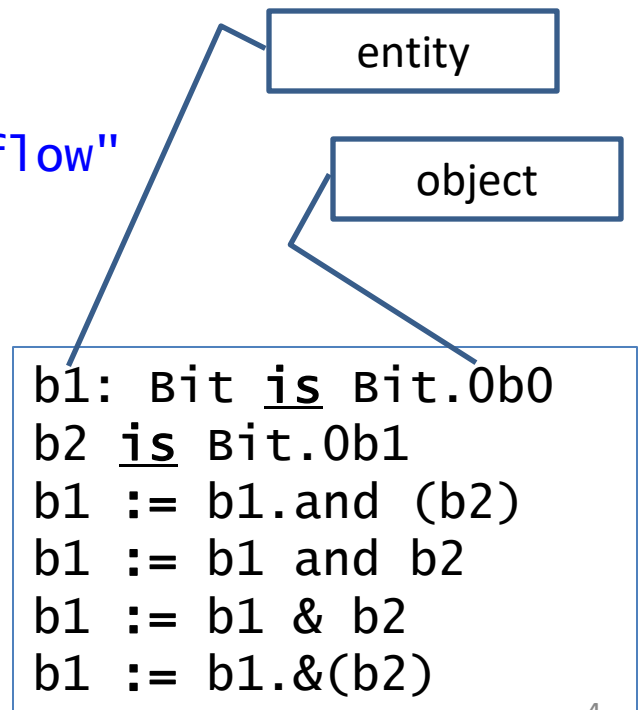 entity
flow"
object
b1: Bit is Bit.0b0
b2 is Bit.0b1
b1 := b1.and (b2)
b1 := b1 and b2
b1 := b1 & b2
b1 := b1.&(b2)